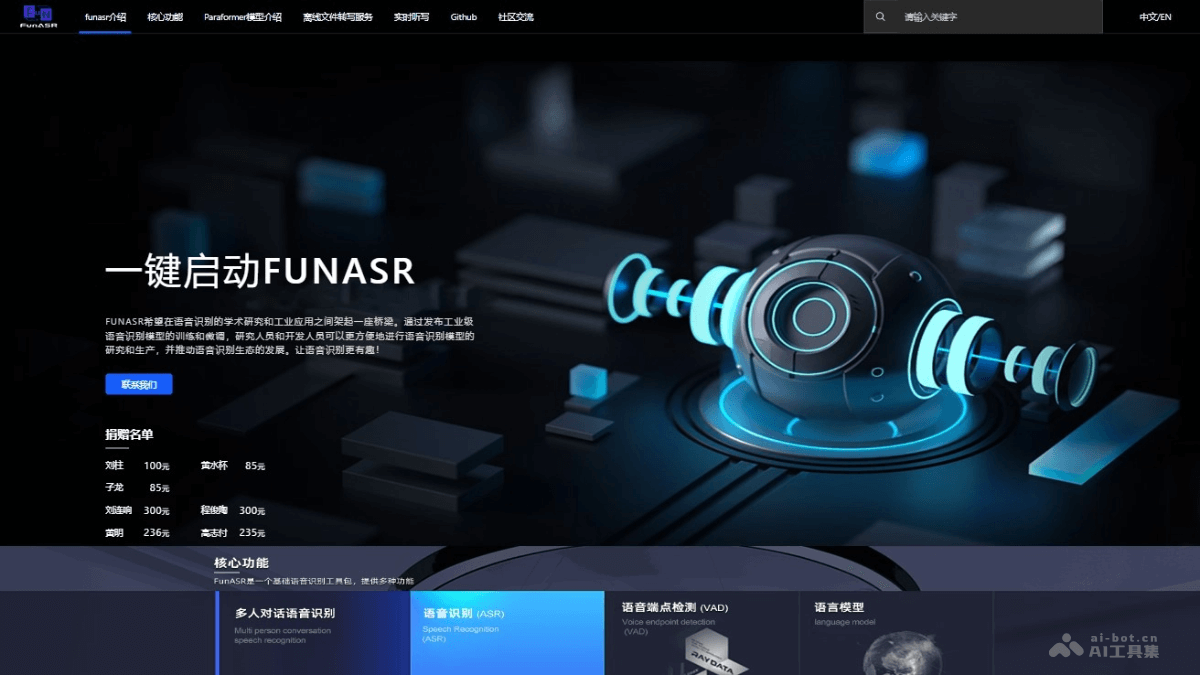 FunASR
funasr介绍 核心功能 Paraformer模型介绍 离线文件转写服务 实时听写 Github 社区交流 请输入关键字 中文/EN
一键启动FUNASR
FUNASR希望在语音识别的学术研究和工业应用之间架起一座桥梁。通过发布工业级
语音识别模型的训练和微调,研究人员和开发人员可以更方便地进行语音识别模型的
研究和生产,并推动语音识别生态的发展。让语音识别更有趣!
联系我们
捐赠名单
刘柱 100元 黄水杯 85元
子龙 85元
刘连响 300元 程俊陶 300元
黄明 236元 高志付 235元
核心功能
FunASR是一个基础语音识别工具包,提供多种功能
多人对话语音识别
Multi person conversation
speech recognition
语音识别 (ASR)
Speech Recognition
(ASR)
语音端点检测 (VAD)
Voice endpoint detection
(VAD)
RAYDATA
语言模型
language model
ai-bot.cn
AI工具集